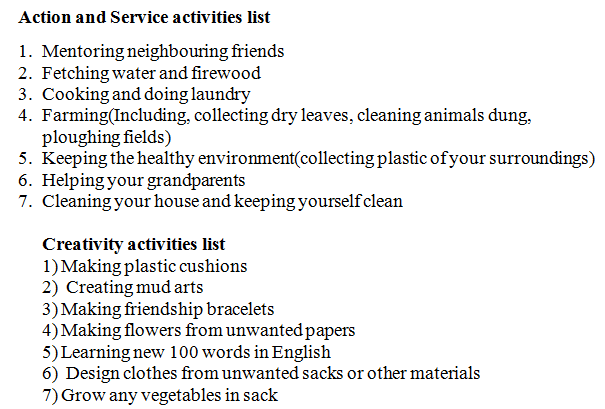 Action and Service activities list
1. Mentoring neighbouring friends
2. Fetching water and firewood
3. Cooking and doing laundry
4. Farming(Including, collecting dry leaves, cleaning animals dung,
ploughing fields)
5. Keeping the healthy environment(collecting plastic of your surroundings)
6. Helping your grandparents
7. Cleaning your house and keeping yourself clean
Creativity activities list
1) Making plastic cushions
2) Creating mud arts
3) Making friendship bracelets
4) Making flowers from unwanted papers
5) Learning new 100 words in English
6) Design clothes from unwanted sacks or other materials
7) Grow any vegetables in sack